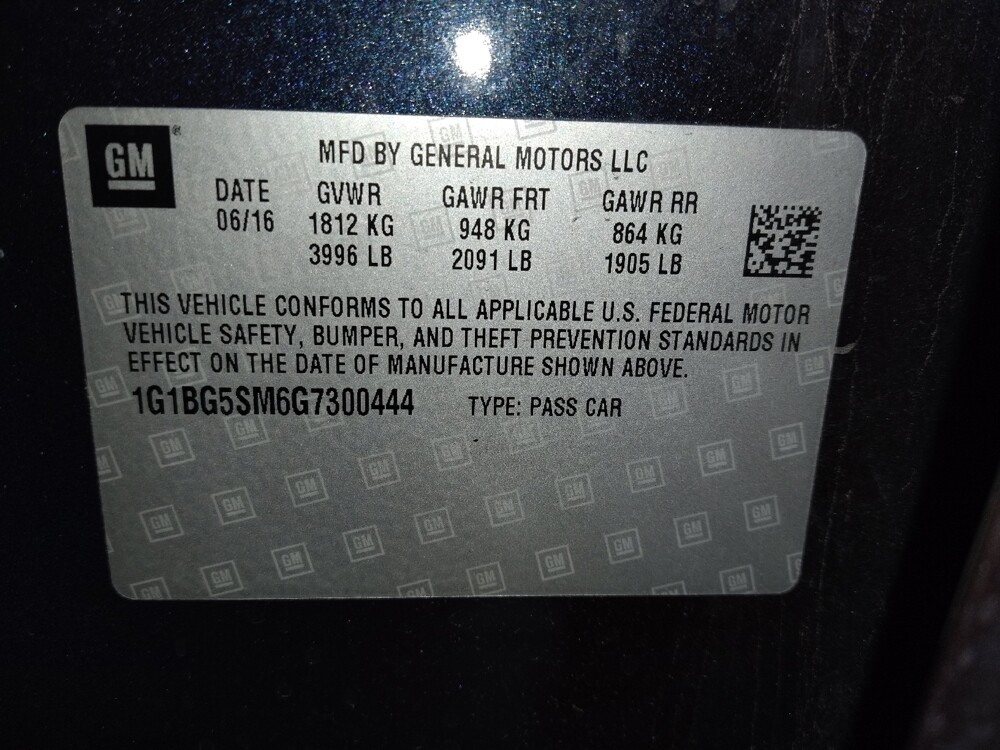 GM®
MFD BY GENERAL MOTORS LLC
DATE GVWR GAWR FRT GAWR RR
06/16 1812 KG 948 KG 864 KG
3996 LB 2091 LB 1905 LB
THIS VEHICLE CONFORMS TO ALL APPLICABLE U.S. FEDERAL MOTOR
VEHICLE SAFETY, BUMPER, AND THEFT PREVENTION STANDARDS IN
EFFECT ON THE DATE OF MANUFACTURE SHOWN ABOVE.
1G1BG5SM6G7300444 TYPE: PASS CAR